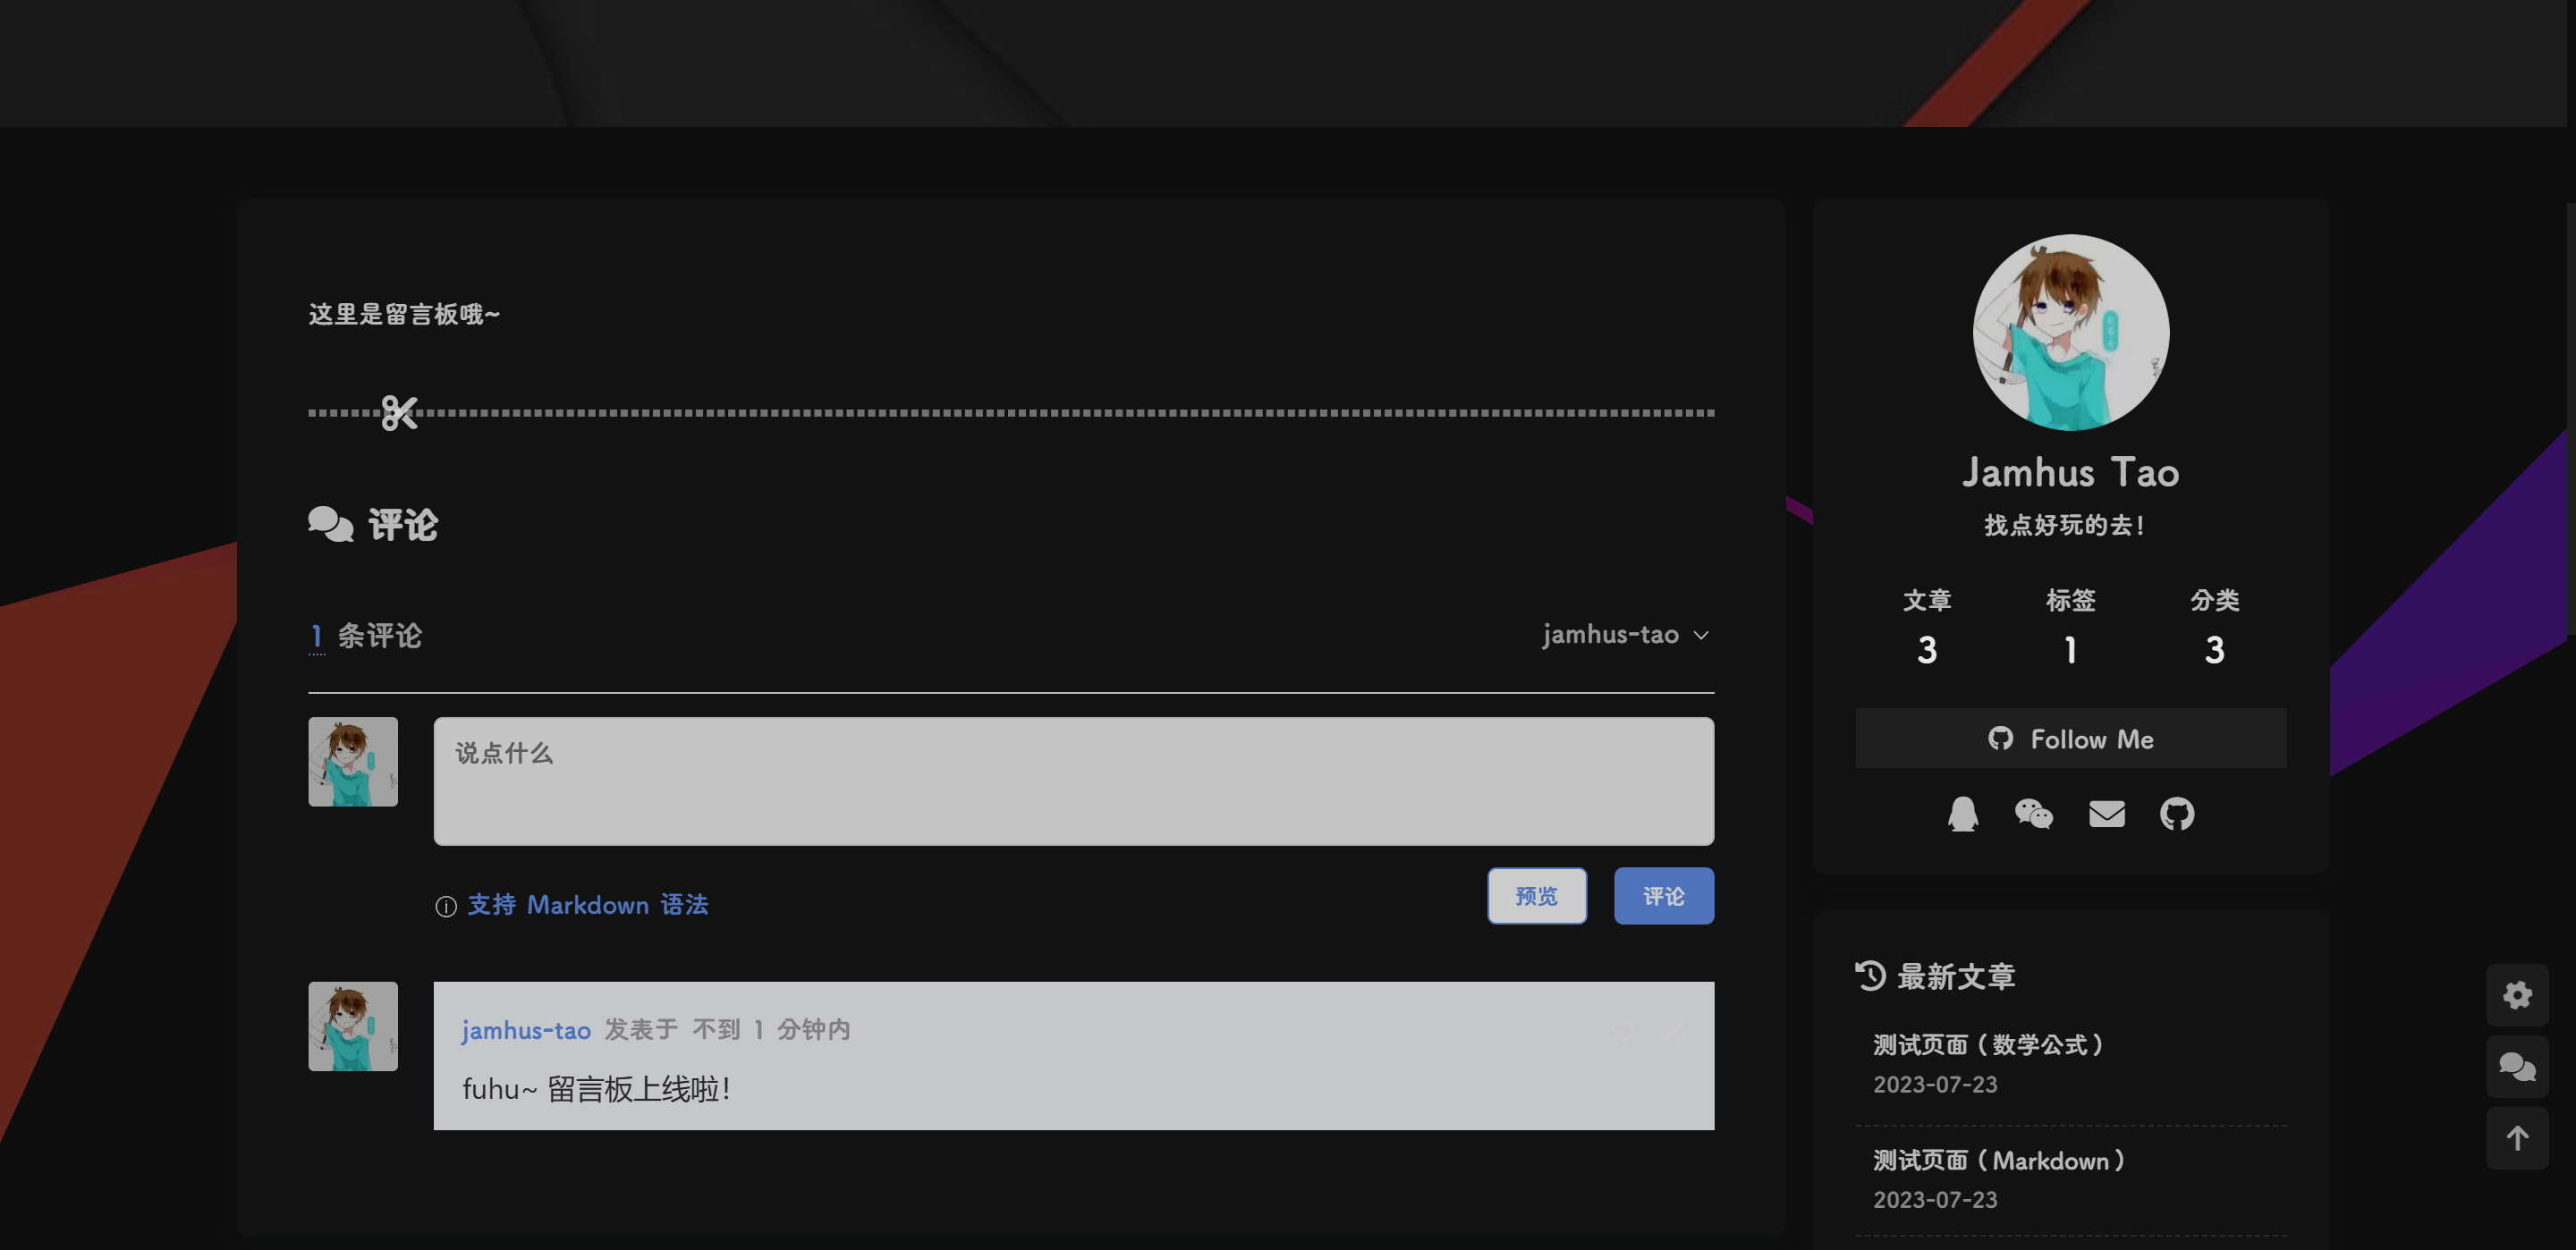 这里是留言板哦~
评论
1 条评论
jamhus-tao
说点什么
支持 Markdown 语法
预览
评论
jamhus-tao 发表于 不到 1 分钟内
fuhu~ 留言板上线啦！
Jamhus Tao
找点好玩的去！
文章 标签 分类
3 1 3
Follow Me
最新文章
测试页面（数学公式）
2023-07-23
测试页面（Markdown）
2023-07-23